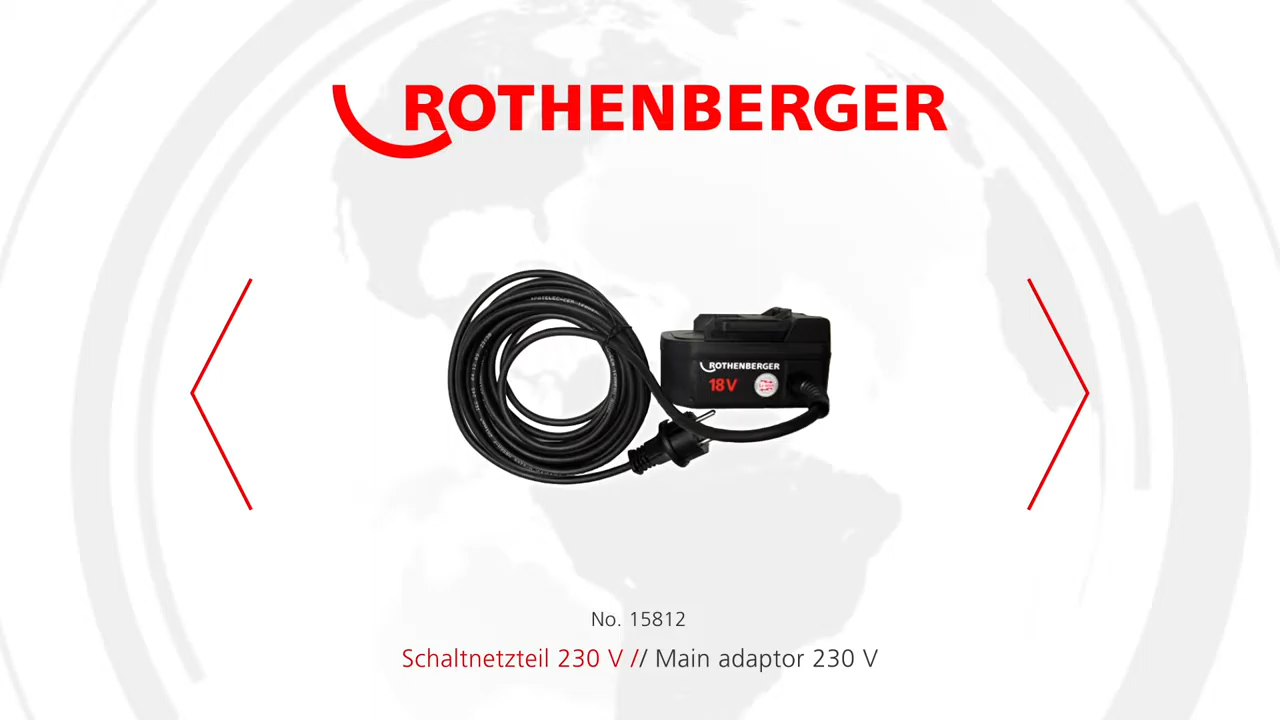 ROTHENBERGER
ROTHENBERGER
18V
No. 15812
Schaltnetzteil 230 V // Main adaptor 230 V